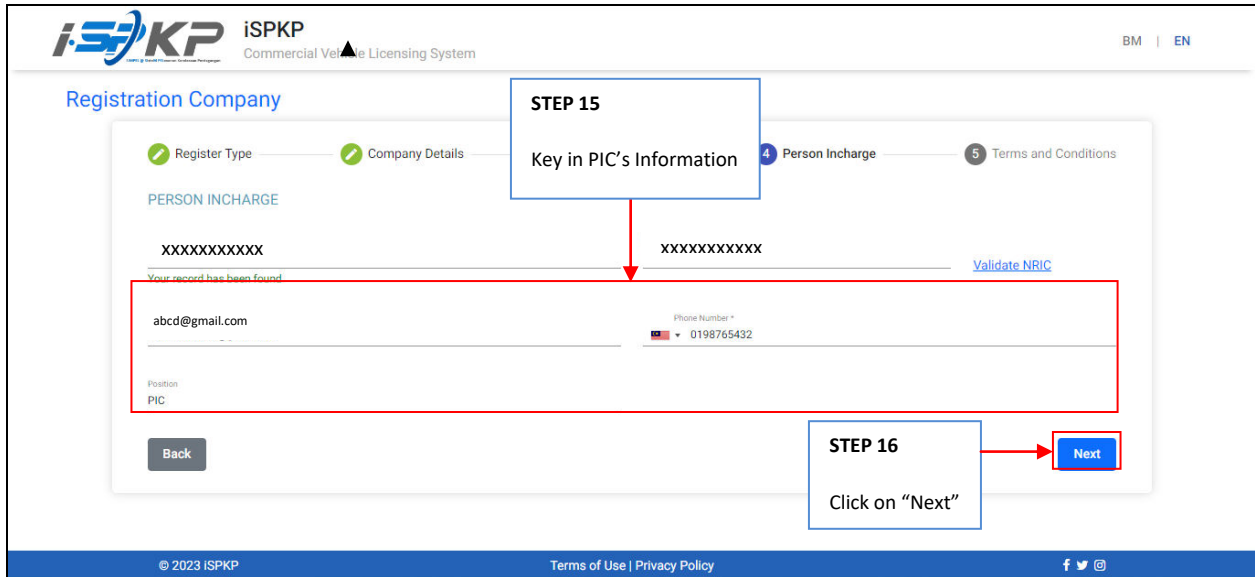 iSPKP
iSPKP
Commercial Vehicle Licensing System
BM | EN
Registration Company
STEP 15
Key in PIC's Information
Register Type
Company Details
4 Person Incharge
5 Terms and Conditions
PERSON INCHARGE
XXXXXXXXXXX
XXXXXXXXXXX
Your record has been found
Validate NRIC
abcd@gmail.com
Phone Number *
0198765432
Position
PIC
Back
STEP 16
Click on “Next”
Next
© 2023 iSPKP
Terms of Use | Privacy Policy